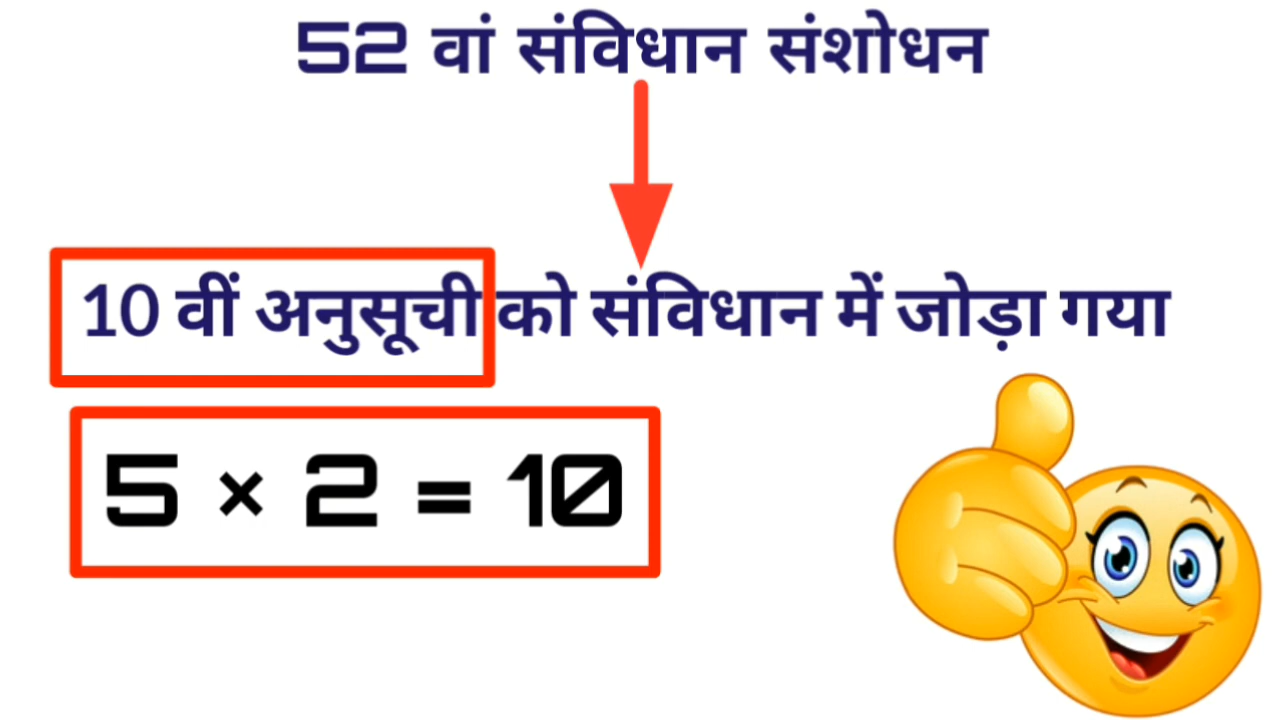 52 वां संविधान संशोधन
10 वीं अनुसूची को संविधान में जोड़ा गया
5 × 2 = 10